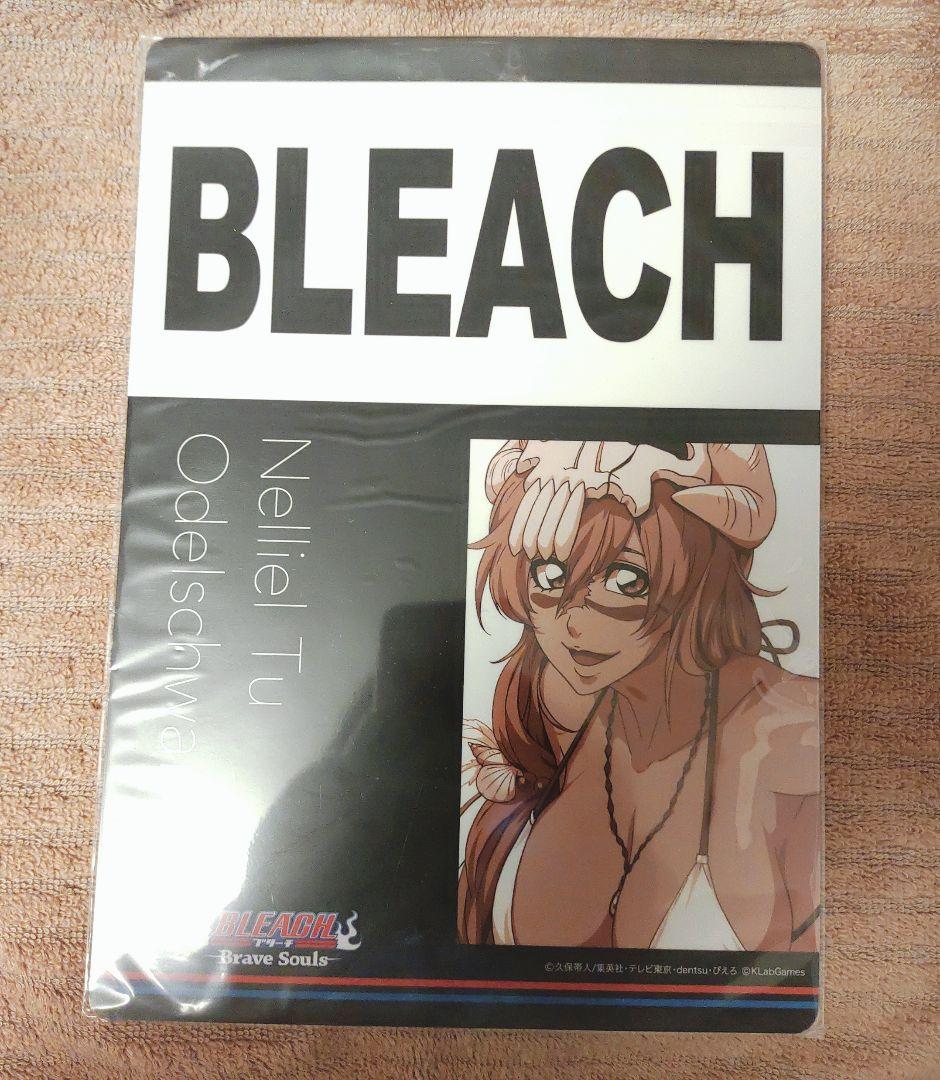 BLEACH
Nelliel Tu
Odelschwa
BLEACH
ブリーチ
Brave Souls
©久保帯人/集英社・テレビ東京・dentsu・ぴえろ ©KLabGames